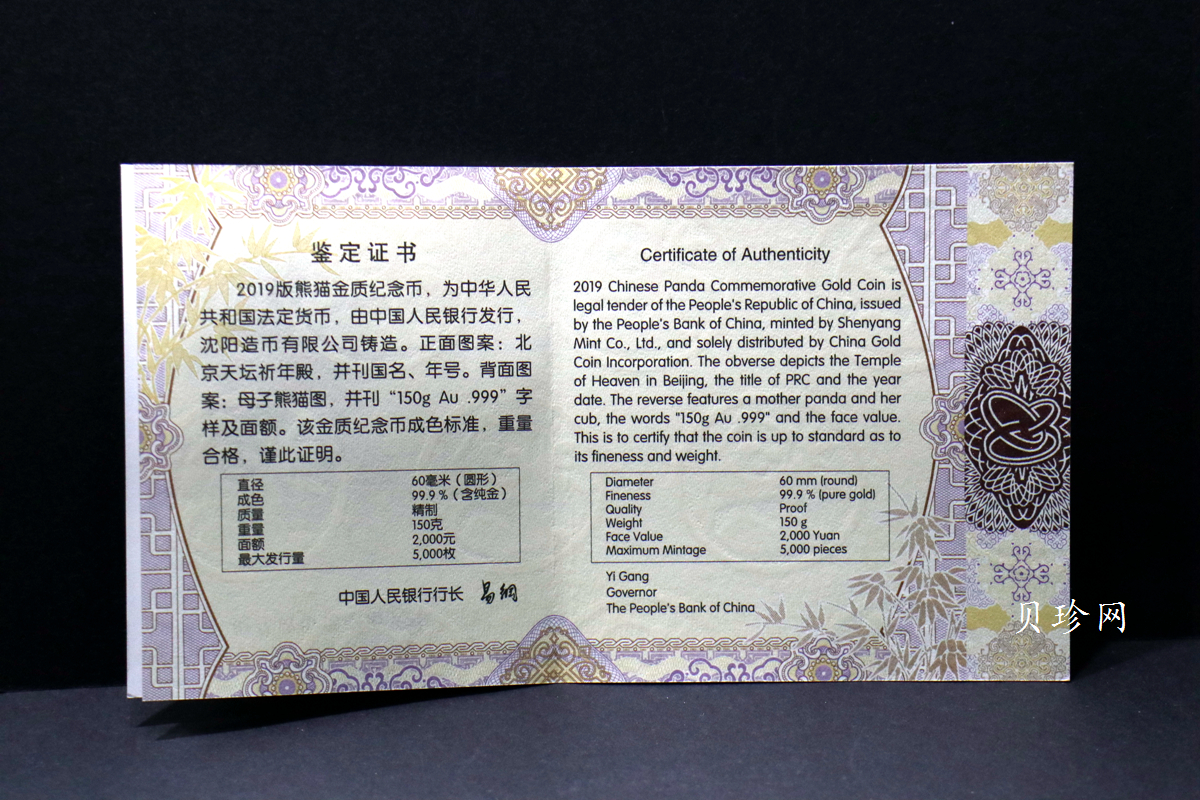 鉴定证书
2019版熊猫金质纪念币，为中华人民
共和国法定货币，由中国人民银行发行，
沈阳造币有限公司铸造。正面图案：北
京天坛祈年殿，并刊国名、年号。背面图
案：母子熊猫图，并刊“150g Au .999”字
样及面额。该金质纪念币成色标准，重量
合格，谨此证明。
直径 60毫米（圆形）
成色 99.9％（含纯金）
质量 精制
重量 150克
面额 2,000元
最大发行量 5,000枚
中国人民银行行长 易纲
Certificate of Authenticity
2019 Chinese Panda Commemorative Gold Coin is
legal tender of the People's Republic of China, issued
by the People's Bank of China, minted by Shenyang
Mint Co., Ltd., and solely distributed by China Gold
Coin Incorporation. The obverse depicts the Temple
of Heaven in Beijing, the title of PRC and the year
date. The reverse features a mother panda and her
cub, the words "150g Au .999" and the face value.
This is to certify that the coin is up to standard as to
its fineness and weight.
Diameter 60 mm (round)
Fineness 99.9 % (pure gold)
Quality Proof
Weight 150 g
Face Value 2,000 Yuan
Maximum Mintage 5,000 pieces
Yi Gang
Governor
The People's Bank of China
贝珍网